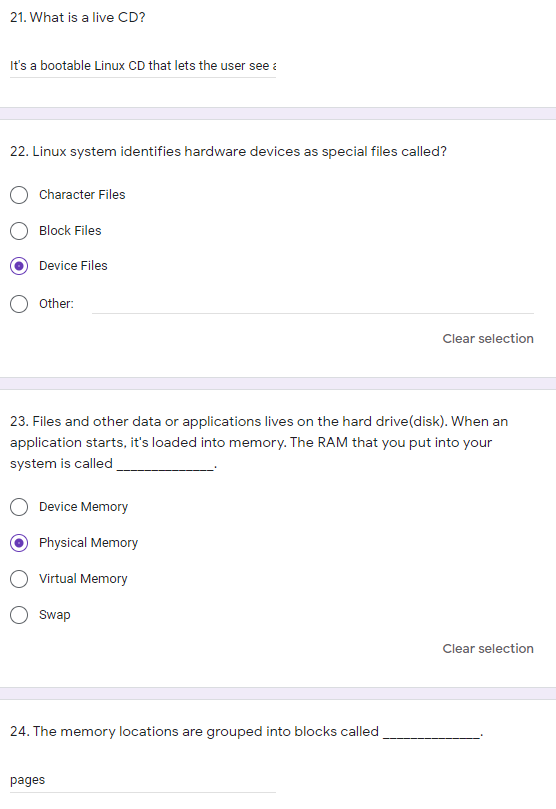 21. What is a live CD?
It's a bootable Linux CD that lets the user see
22. Linux system identifies hardware devices as special files called?
Character Files
Block Files
Device Files
Other:
Clear selection
23. Files and other data or applications lives on the hard drive(disk). When an
application starts, it's loaded into memory. The RAM that you put into your
system is called ______________.
Device Memory
Physical Memory
Virtual Memory
Swap
Clear selection
24. The memory locations are grouped into blocks called ______________.
pages